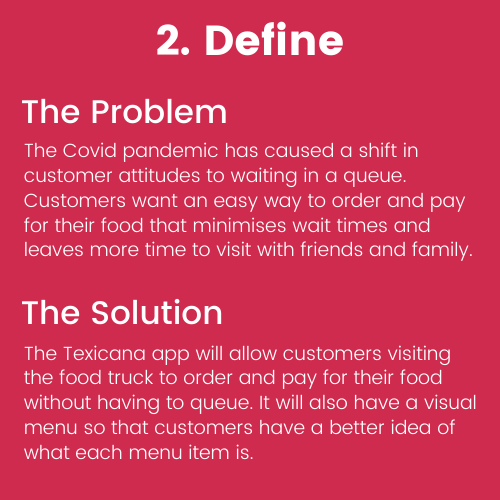 2. Define
The Problem
The Covid pandemic has caused a shift in
customer attitudes to waiting in a queue.
Customers want an easy way to order and pay
for their food that minimises wait times and
leaves more time to visit with friends and family.
The Solution
The Texicana app will allow customers visiting
the food truck to order and pay for their food
without having to queue. It will also have a visual
menu so that customers have a better idea of
what each menu item is.